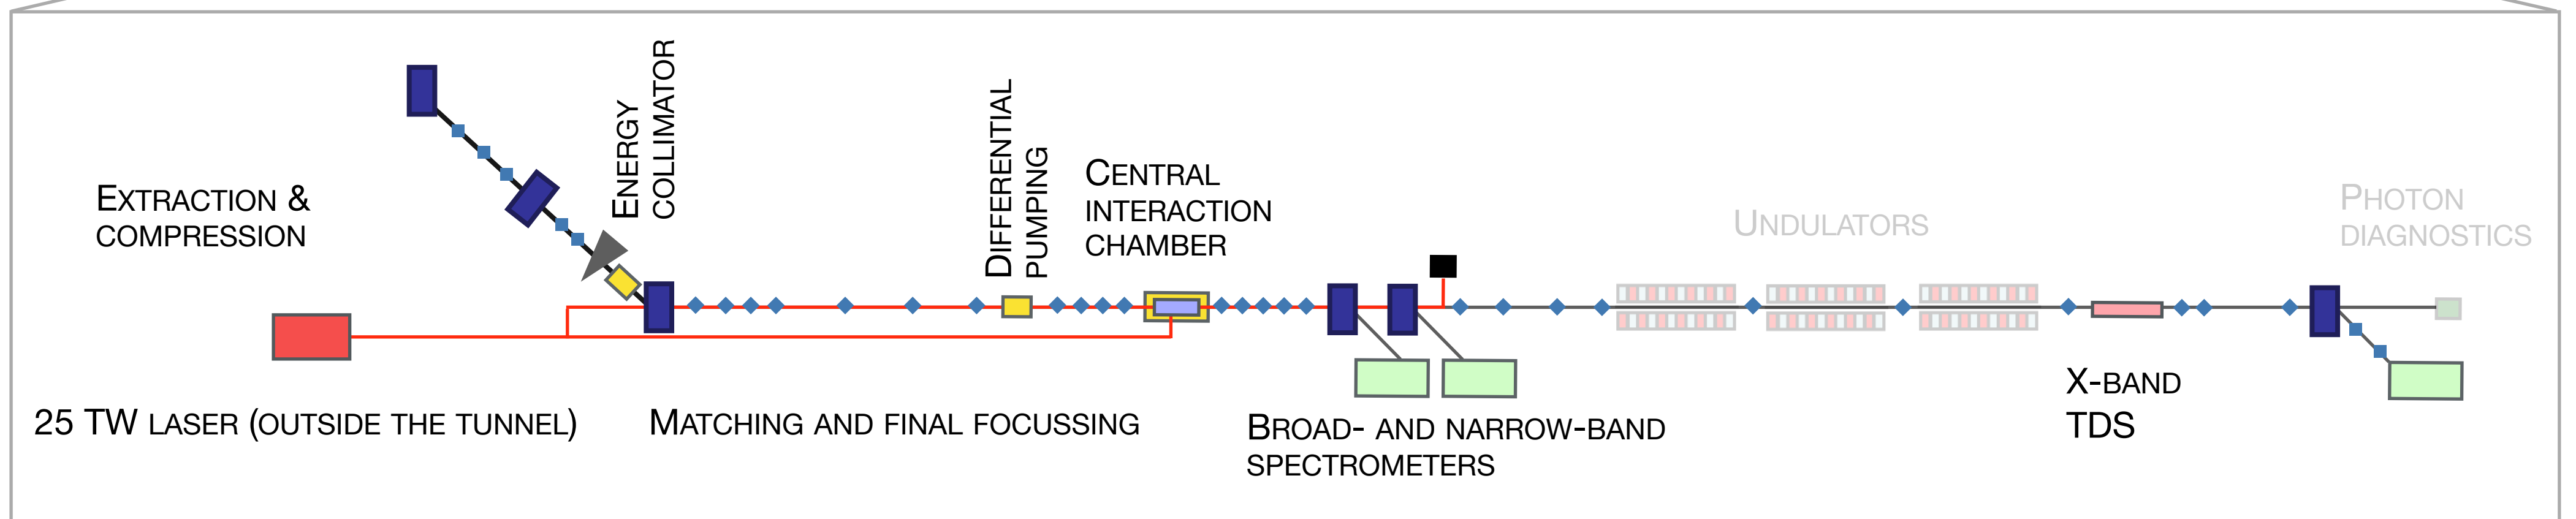 Extraction &
compression
Energy
collimator
Differential
pumping
Central
interaction
chamber
Undulators
Photon
diagnostics
25 TW laser (outside the tunnel)
Matching and final focussing
Broad- and narrow-band
spectrometers
X-band
TDS